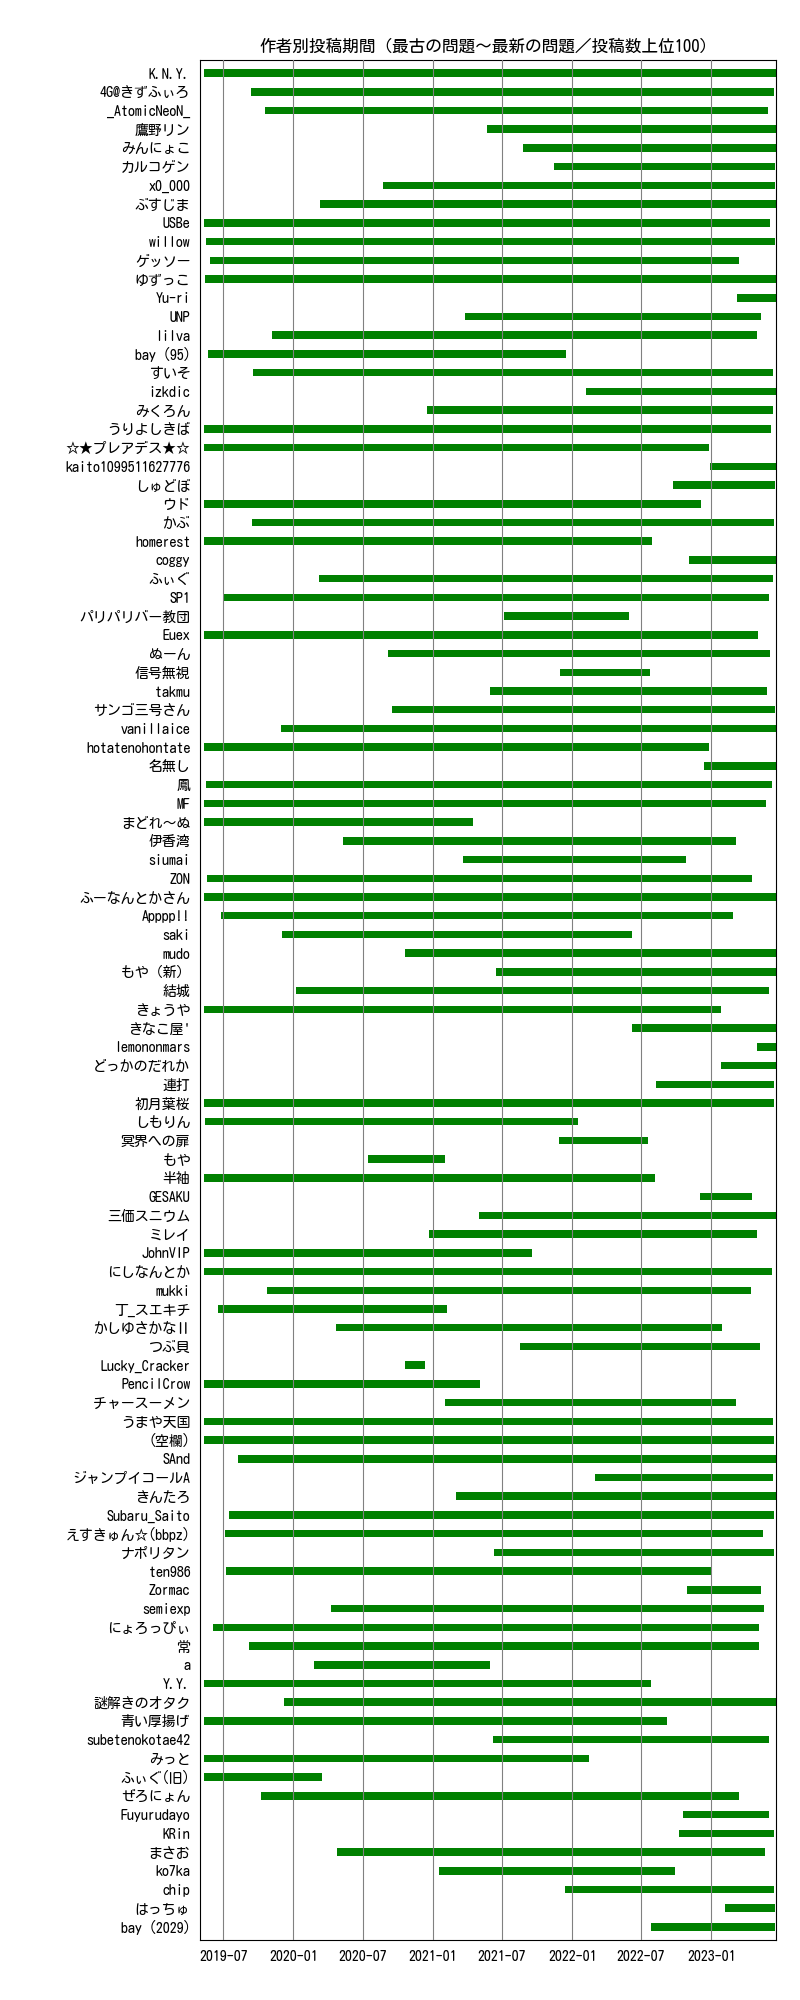 作者別投稿期間（最古の問題～最新の問題／投稿数上位100）
K.N.Y.
4G@きずふぃろ
_AtomicNeoN_
鷹野リン
みんにょこ
カルコゲン
x0_000
ぶすじま
USBe
willow
ゲッソー
ゆずっこ
Yu-ri
UNP
lilva
bay (95)
すいそ
izkdic
みくろん
うりよしきば
☆★プレアデス★☆
kaito1099511627776
しゅどぼ
ウド
かぶ
homerest
coggy
ふぃぐ
SP1
パリパリバー教団
Euex
ぬーん
信号無視
takmu
サンゴ三号さん
vanillaice
hotatenohontate
名無し
鳳
MF
まどれ～ぬ
伊香湾
siumai
ZON
ふーなんとかさん
Apppplll
saki
mudo
もや（新）
結城
きょうや
きなこ屋'
lemononmars
どっかのだれか
連打
初月葉桜
しもりん
冥界への扉
もや
半袖
GESAKU
三価スニウム
ミレイ
JohnVIP
にしなんとか
mukki
丁_スエキチ
かしゆさかなⅡ
つぶ貝
Lucky_Cracker
PencilCrow
チャースーメン
うまや天国
(空欄)
SAnd
ジャンプイコールA
きんたろ
Subaru_Saito
えすきゅん☆(bbpz)
ナポリタン
ten986
Zormac
semiexp
にょろっぴぃ
常
a
Y.Y.
謎解きのオタク
青い厚揚げ
subetenokotae42
みっと
ふぃぐ(旧)
ぜろにょん
Fuyurudayo
KRin
まさお
ko7ka
chip
はっちゅ
bay (2029)
2019-07 2020-01 2020-07 2021-01 2021-07 2022-01 2022-07 2023-01